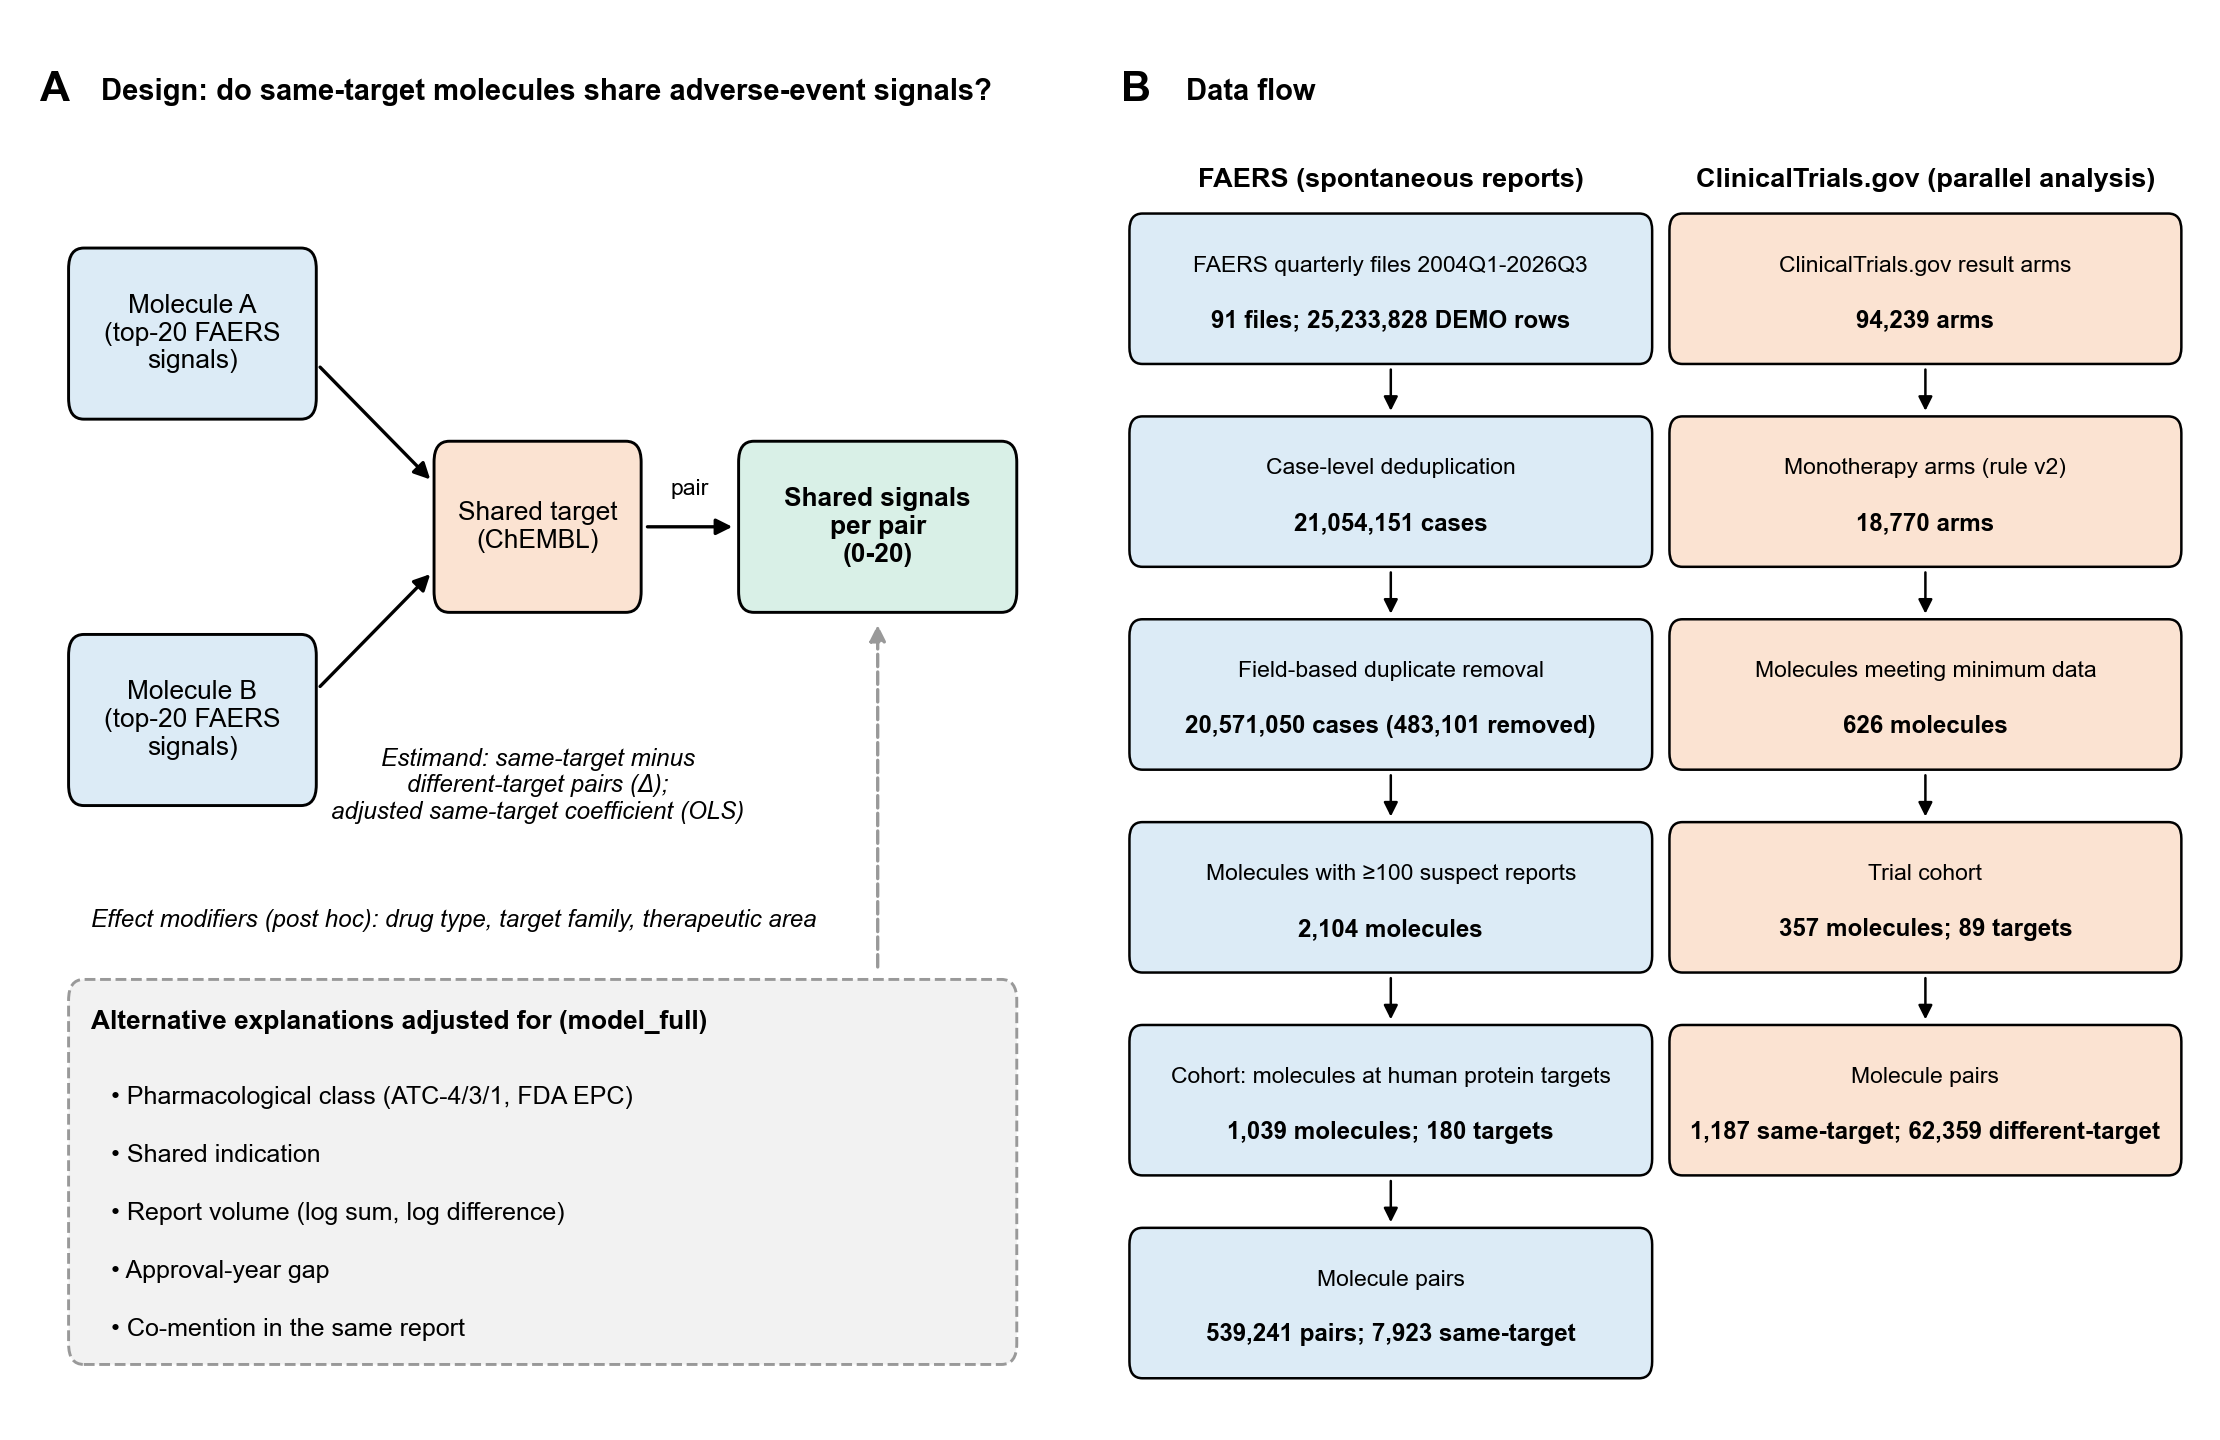 A Design: do same-target molecules share adverse-event signals?
Molecule A
(top-20 FAERS
signals)
Shared target
(ChEMBL)
pair
Shared signals
per pair
(0-20)
Molecule B
(top-20 FAERS
signals)
Estimand: same-target minus
different-target pairs (Δ);
adjusted same-target coefficient (OLS)
Effect modifiers (post hoc): drug type, target family, therapeutic area
Alternative explanations adjusted for (model_full)
• Pharmacological class (ATC-4/3/1, FDA EPC)
• Shared indication
• Report volume (log sum, log difference)
• Approval-year gap
• Co-mention in the same report
B Data flow
FAERS (spontaneous reports)
FAERS quarterly files 2004Q1-2026Q3
91 files; 25,233,828 DEMO rows
Case-level deduplication
21,054,151 cases
Field-based duplicate removal
20,571,050 cases (483,101 removed)
Molecules with ≥100 suspect reports
2,104 molecules
Cohort: molecules at human protein targets
1,039 molecules; 180 targets
Molecule pairs
539,241 pairs; 7,923 same-target
ClinicalTrials.gov (parallel analysis)
ClinicalTrials.gov result arms
94,239 arms
Monotherapy arms (rule v2)
18,770 arms
Molecules meeting minimum data
626 molecules
Trial cohort
357 molecules; 89 targets
Molecule pairs
1,187 same-target; 62,359 different-target